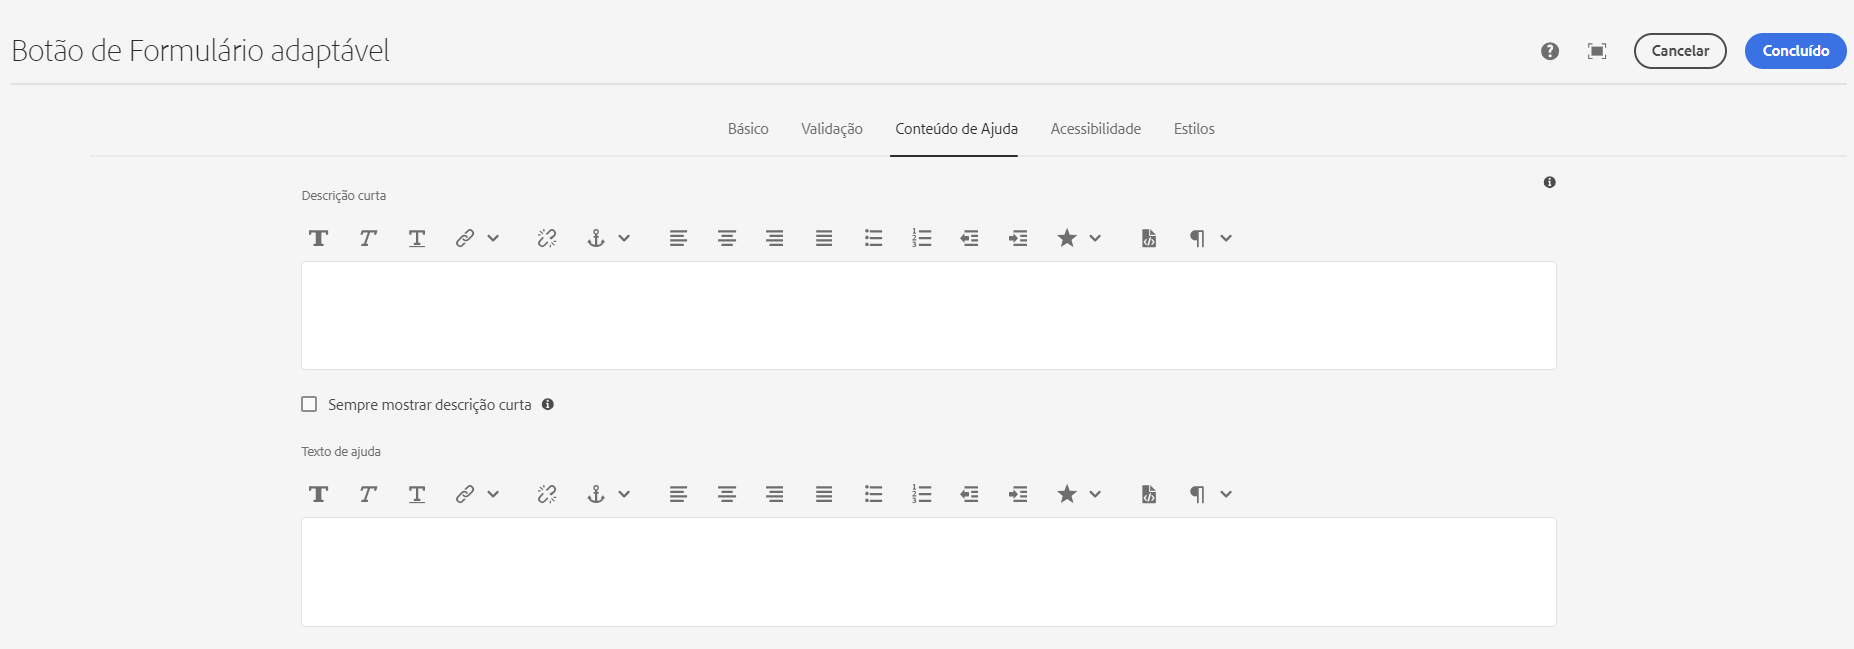 Botão de Formulário adaptável
Cancelar
Concluído
Básico
Validação
Conteúdo de Ajuda
Acessibilidade
Estilos
Descrição curta
Sempre mostrar descrição curta
Texto de ajuda